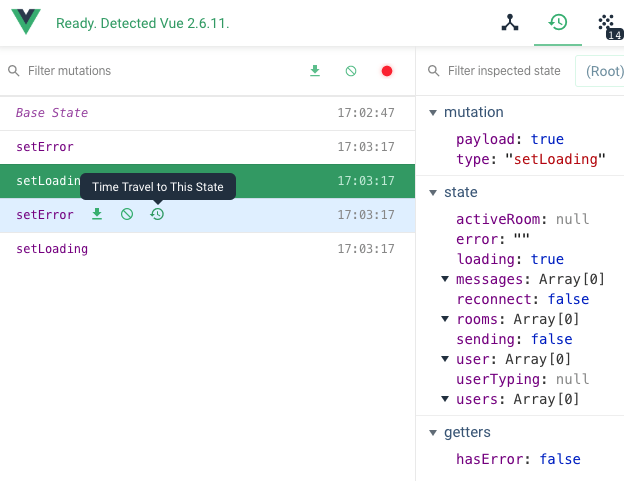 Ready. Detected Vue 2.6.11.
14
Filter mutations
Filter inspected state
(Root)
Base State 17:02:47
setError 17:03:17
setLoadin 17:03:17
Time Travel to This State
setError 17:03:17
setLoading 17:03:17
mutation
payload: true
type: "setLoading"
state
activeRoom: null
error: ""
loading: true
messages: Array[0]
reconnect: false
rooms: Array[0]
sending: false
user: Array[0]
userTyping: null
users: Array[0]
getters
hasError: false